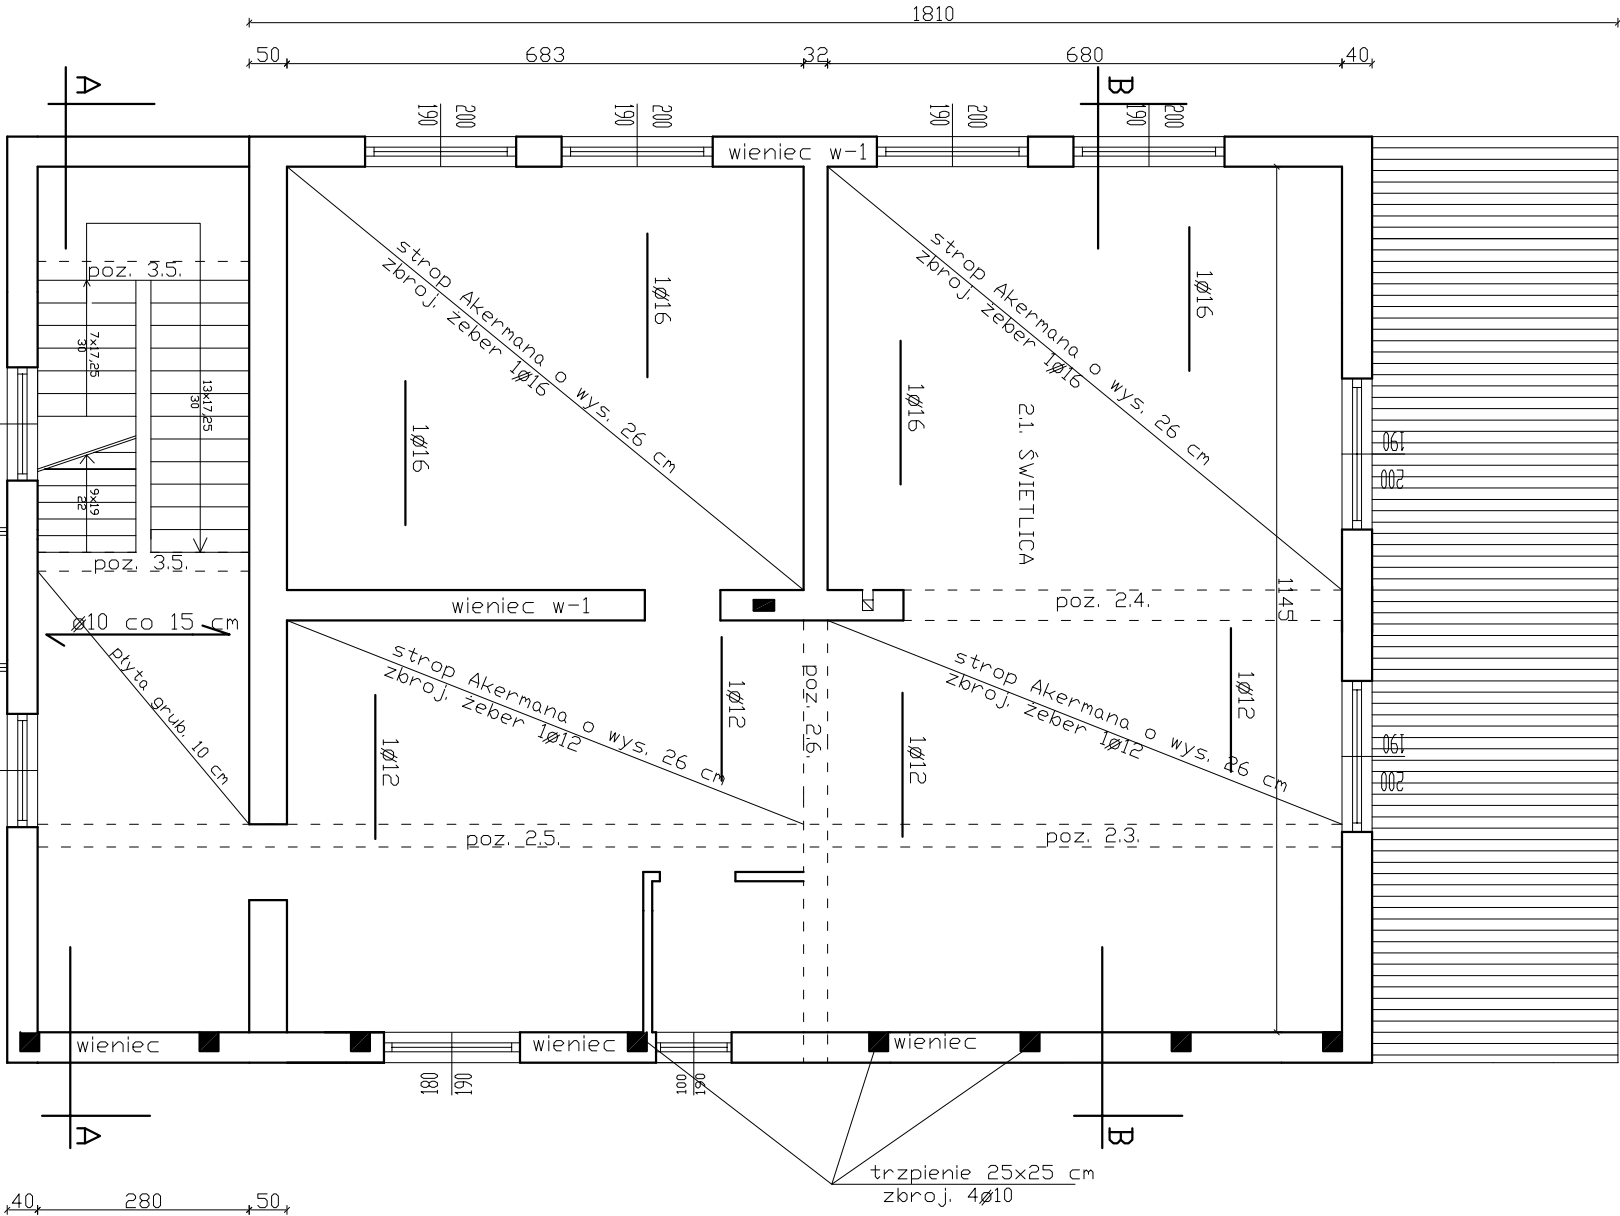 1810
50
683
32
680
40
A
B
190
200
190
200
190
200
190
200
wieniec w-1
poz. 3.5.
7x17,25
30
13x17,25
30
9x19
22
poz. 3.5.
ø10 co 15 cm
płyta grub. 10 cm
strop Akermana o wys. 26 cm
zbroj. żeber 1ø16
1ø16
1ø16
strop Akermana o wys. 26 cm
zbroj. żeber 1ø16
1ø16
1ø16
2.1. ŚWIETLICA
190
200
wieniec w-1
poz. 2.4.
1145
strop Akermana o wys. 26 cm
zbroj. żeber 1ø12
1ø12
1ø12
poz. 2.6.
strop Akermana o wys. 26 cm
zbroj. żeber 1ø12
1ø12
1ø12
190
200
poz. 2.5.
poz. 2.3.
wieniec
wieniec
wieniec
180
190
100
190
A
B
trzpienie 25x25 cm
zbroj. 4ø10
40
280
50